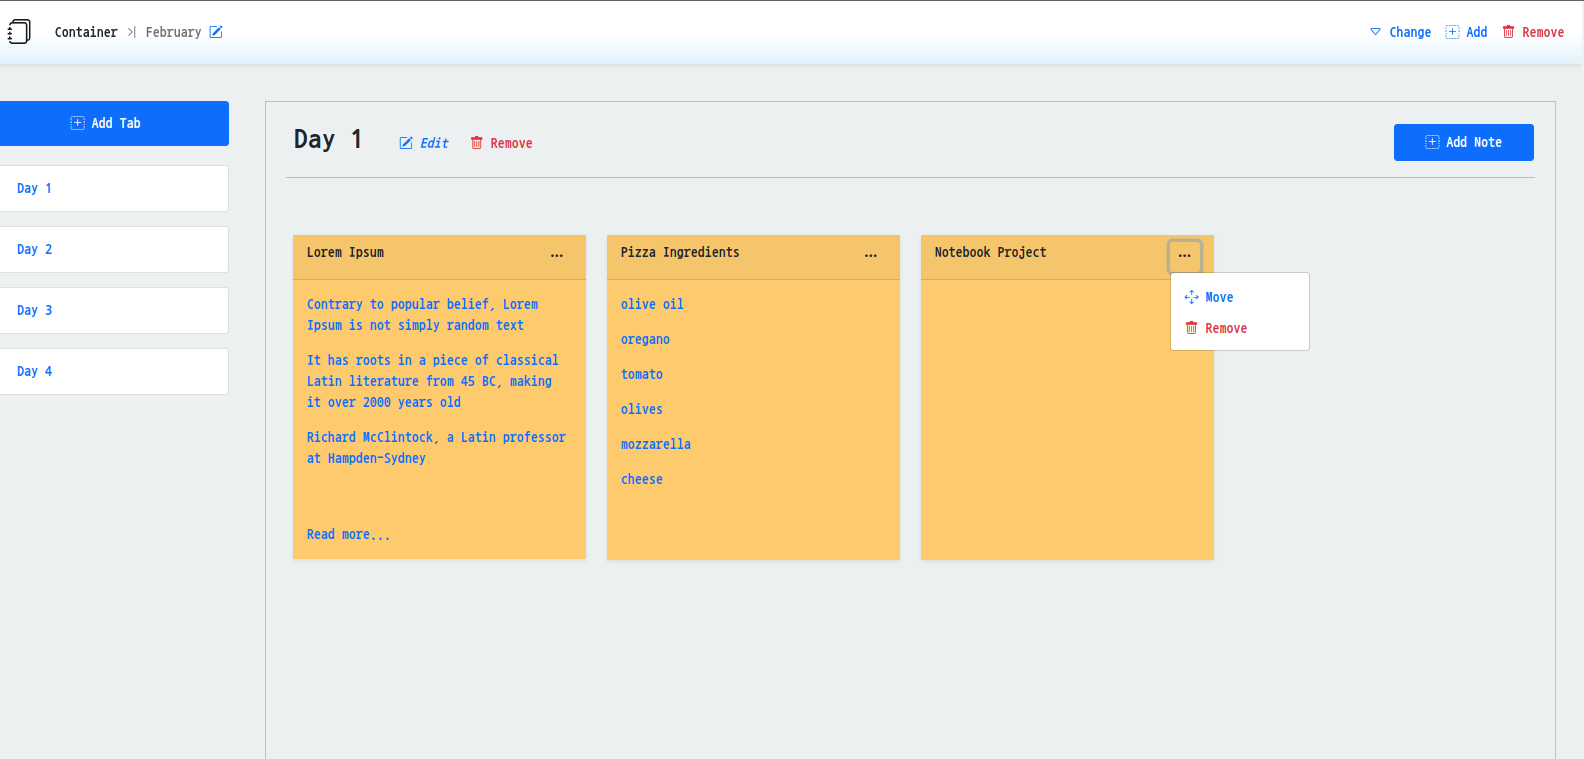 Container > February
Change Add Remove
Add Tab
Day 1
Day 2
Day 3
Day 4
Day 1 Edit Remove
Add Note
Lorem Ipsum ...
Contrary to popular belief, Lorem
Ipsum is not simply random text
It has roots in a piece of classical
Latin literature from 45 BC, making
it over 2000 years old
Richard McClintock, a Latin professor
at Hampden-Sydney
Read more...
Pizza Ingredients ...
olive oil
oregano
tomato
olives
mozzarella
cheese
Notebook Project ...
Move
Remove